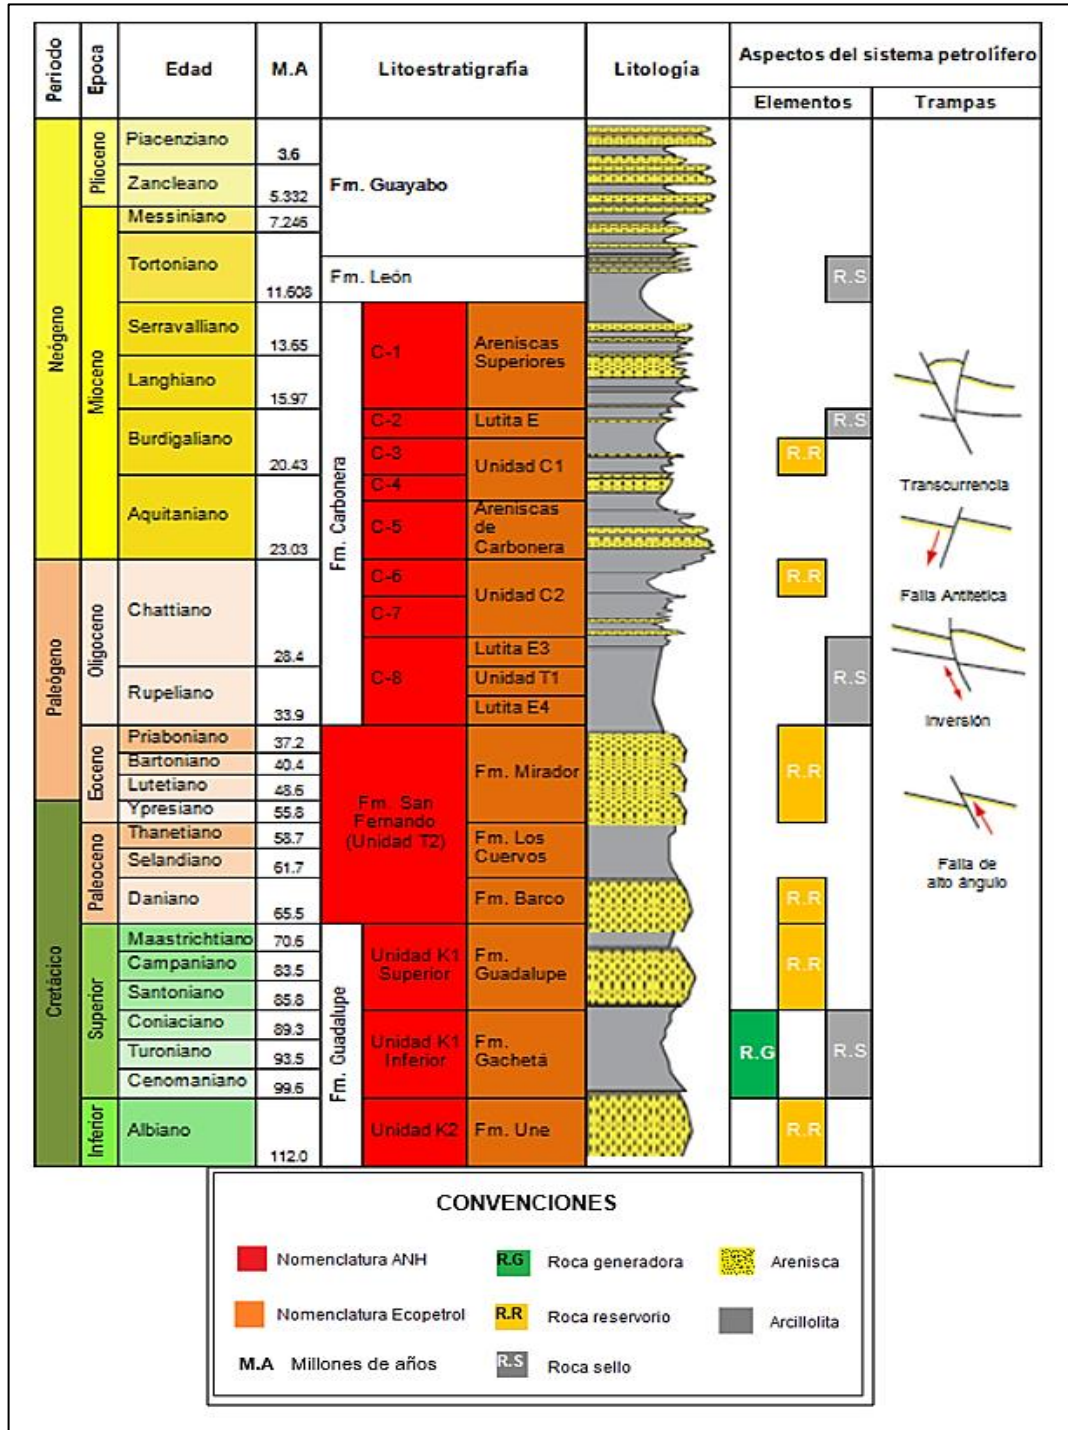 Periodo
Epoca
Edad
M.A
Litoestratigrafía
Litología
Aspectos del sistema petrolífero
Elementos
Trampas
Neógeno
Paleógeno
Cretácico
Plioceno
Mioceno
Oligoceno
Eoceno
Paleoceno
Superior
Inferior
Piacenziano
3.6
Zancleano
5.332
Messiniano
7.246
Tortoniano
11.608
Serravalliano
13.65
Langhiano
15.97
Burdigaliano
20.43
Aquitaniano
23.03
Chattiano
28.4
Rupeliano
33.9
Priaboniano
37.2
Bartoniano
40.4
Lutetiano
48.6
Ypresiano
55.8
Thanetiano
58.7
Selandiano
61.7
Daniano
65.5
Maastrichtiano
70.6
Campaniano
83.5
Santoniano
85.8
Coniaciano
89.3
Turoniano
93.5
Cenomaniano
99.6
Albiano
112.0
Fm. Guayabo
Fm. León
Fm. Carbonera
C-1
C-2
C-3
C-4
C-5
C-6
C-7
C-8
Areniscas
Superiores
Lutita E
Unidad C1
Areniscas
de
Carbonera
Unidad C2
Lutita E3
Unidad T1
Lutita E4
Fm. San
Fernando
(Unidad T2)
Fm. Mirador
Fm. Los
Cuervos
Fm. Barco
Fm. Guadalupe
Unidad K1
Superior
Fm.
Guadalupe
Unidad K1
Inferior
Fm.
Gachetá
Unidad K2
Fm. Une
R.S
R.S
R.R
R.R
R.S
R.R
R.R
R.R
R.G
R.S
R.R
Transcurrencia
Falla Antitetica
Inversión
Falla de
alto ángulo
CONVENCIONES
Nomenclatura ANH
R.G
Roca generadora
Arenisca
Nomenclatura Ecopetrol
R.R
Roca reservorio
Arcillolita
M.A Millones de años
R.S
Roca sello